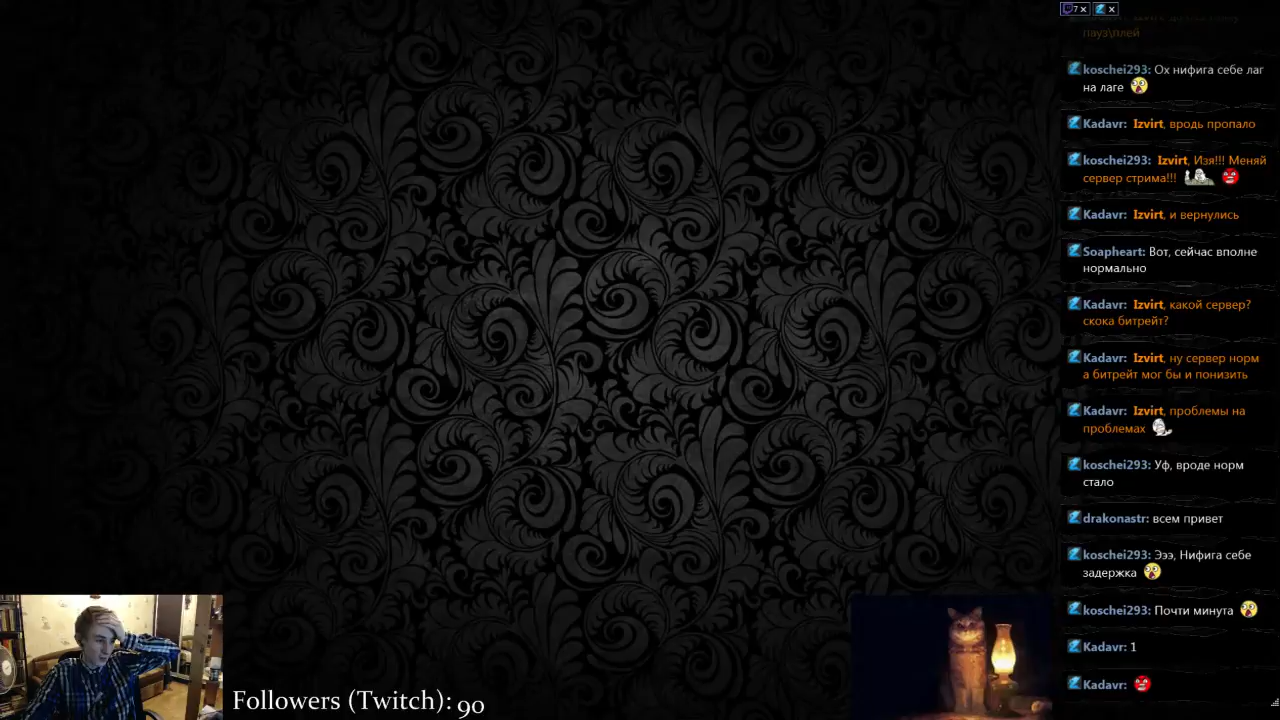 7
пауз\плей
koschei293: Ох нифига себе лаг
на лаге
Kadavr: Izvirt, вродь пропало
koschei293: Izvirt, Изя!!! Меняй
сервер стрима!!!
Kadavr: Izvirt, и вернулись
Soapheart: Вот, сейчас вполне
нормально
Kadavr: Izvirt, какой сервер?
скока битрейт?
Kadavr: Izvirt, ну сервер норм
а битрейт мог бы и понизить
Kadavr: Izvirt, проблемы на
проблемах
koschei293: Уф, вроде норм
стало
drakonastr: всем привет
koschei293: Эээ, Нифига себе
задержка
koschei293: Почти минута
Kadavr: 1
Kadavr:
Followers (Twitch): 90